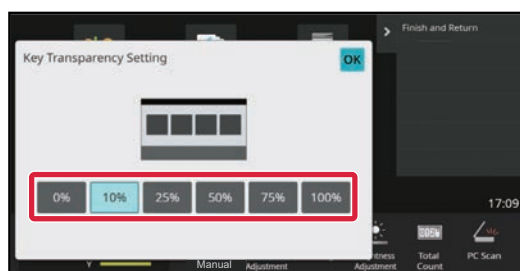 Finish and Return
Key Transparency Setting
OK
0% 10% 25% 50% 75% 100%
17:09
Y
Manual
Adjustment
Adjustment
Total
Count
PC Scan